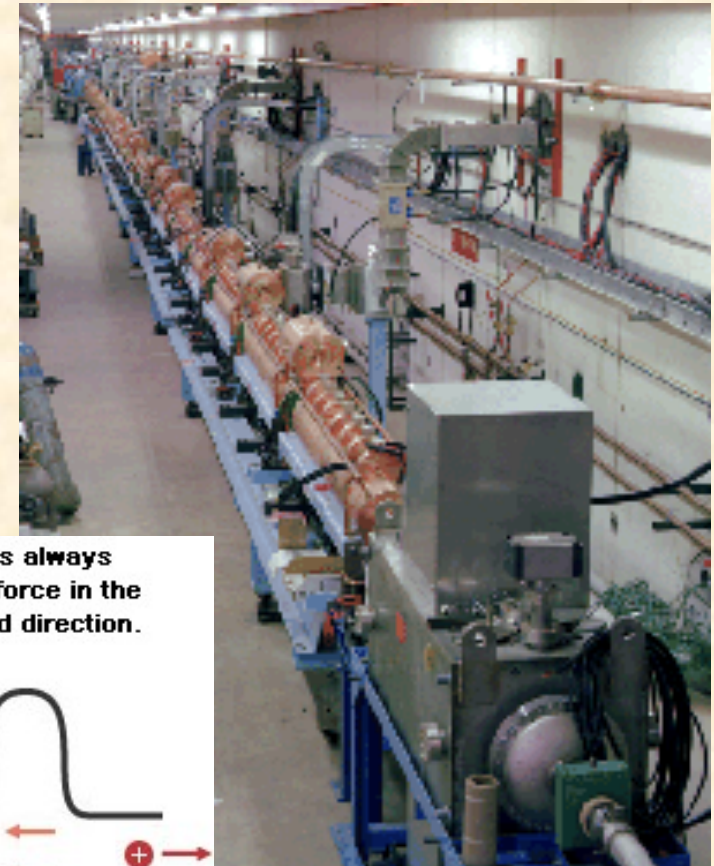 s always
force in the
d direction.